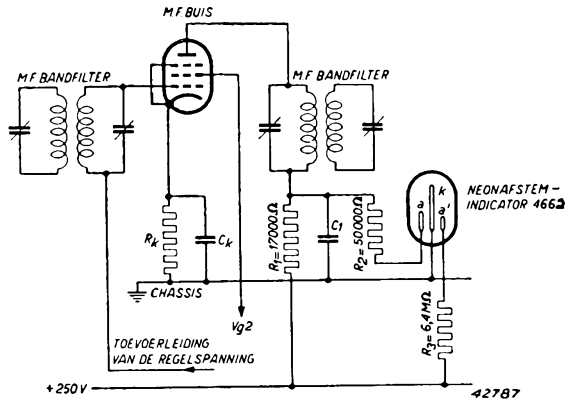 M.F. BUIS
M.F. BANDFILTER
M.F. BANDFILTER
NEONAFSTEM-
INDICATOR 4662
a
k
a'
Rk
Ck
R1=17000Ω
C1
R2=50000Ω
CHASSIS
Vg2
R3=6,4MΩ
TOEVOERLEIDING
VAN DE REGELSPANNING
+250V
42787